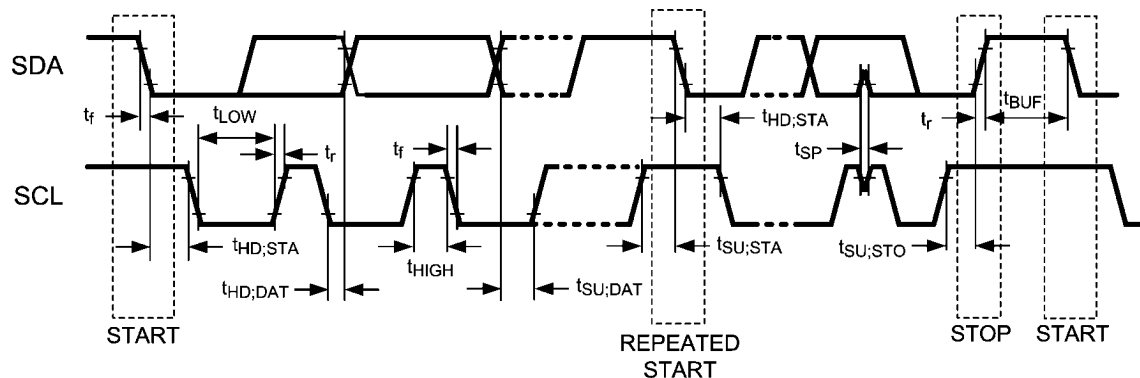 SDA
t_f
t_LOW
t_r
t_f
t_HD;STA
t_SP
t_r
t_BUF
SCL
t_HD;STA
t_HD;DAT
t_HIGH
t_SU;DAT
t_SU;STA
t_SU;STO
START
REPEATED
START
STOP
START